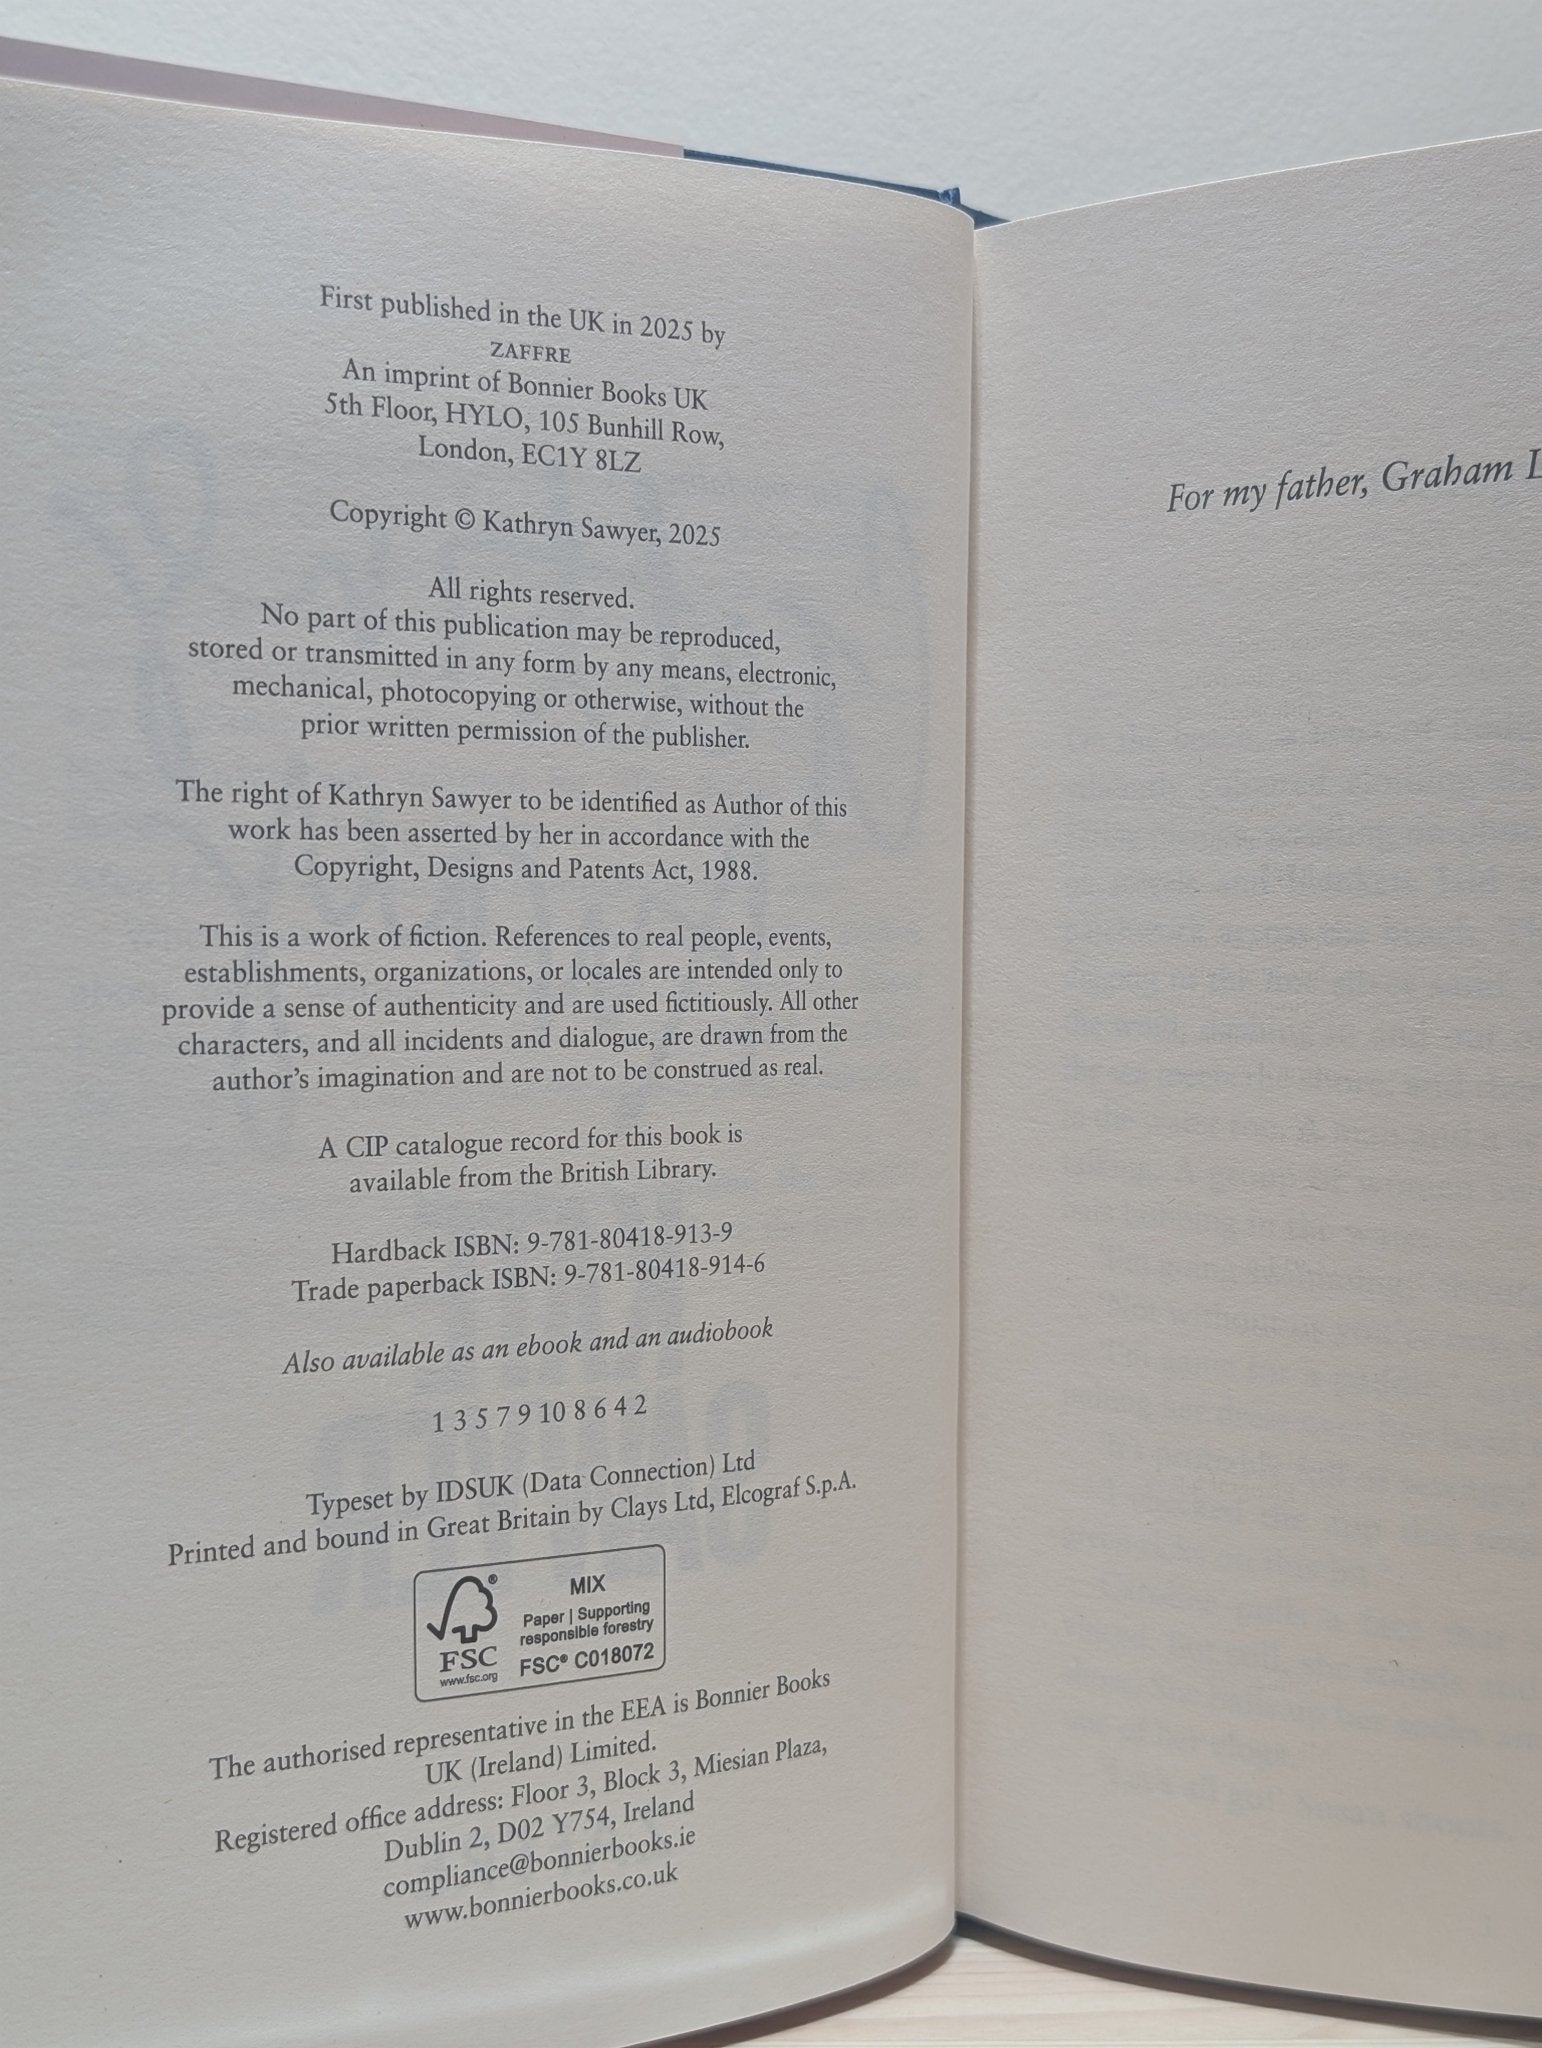 First published in the UK in 2025 by
ZAFFRE
An imprint of Bonnier Books UK
5th Floor, HYLO, 105 Bunhill Row,
London, EC1Y 8LZ
Copyright © Kathryn Sawyer, 2025
All rights reserved.
No part of this publication may be reproduced,
stored or transmitted in any form by any means, electronic,
mechanical, photocopying or otherwise, without the
prior written permission of the publisher.
The right of Kathryn Sawyer to be identified as Author of this
work has been asserted by her in accordance with the
Copyright, Designs and Patents Act, 1988.
This is a work of fiction. References to real people, events,
establishments, organizations, or locales are intended only to
provide a sense of authenticity and are used fictitiously. All other
characters, and all incidents and dialogue, are drawn from the
author's imagination and are not to be construed as real.
A CIP catalogue record for this book is
available from the British Library.
Hardback ISBN: 9-781-80418-913-9
Trade paperback ISBN: 9-781-80418-914-6
Also available as an ebook and an audiobook
1 3 5 7 9 10 8 6 4 2
Typeset by IDSUK (Data Connection) Ltd
Printed and bound in Great Britain by Clays Ltd, Elcograf S.p.A.
FSC®
www.fsc.org
MIX
Paper | Supporting
responsible forestry
FSC® C018072
The authorised representative in the EEA is Bonnier Books
UK (Ireland) Limited.
Registered office address: Floor 3, Block 3, Miesian Plaza,
Dublin 2, D02 Y754, Ireland
compliance@bonnierbooks.ie
www.bonnierbooks.co.uk
For my father, Graham